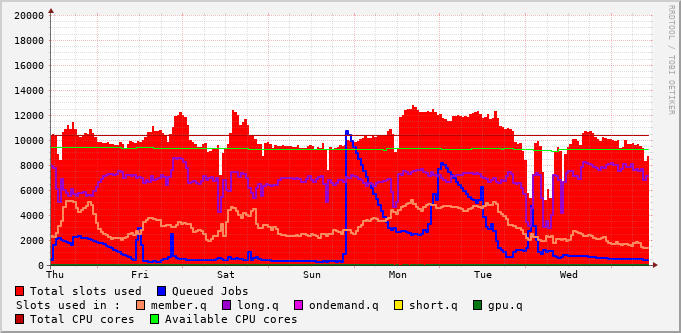 20000
18000
16000
14000
12000
10000
8000
6000
4000
2000
0
Thu Fri Sat Sun Mon Tue Wed
RRDTOOL / TOBI OETIKER
Total slots used Queued Jobs
Slots used in : member.q long.q ondemand.q short.q gpu.q
Total CPU cores Available CPU cores